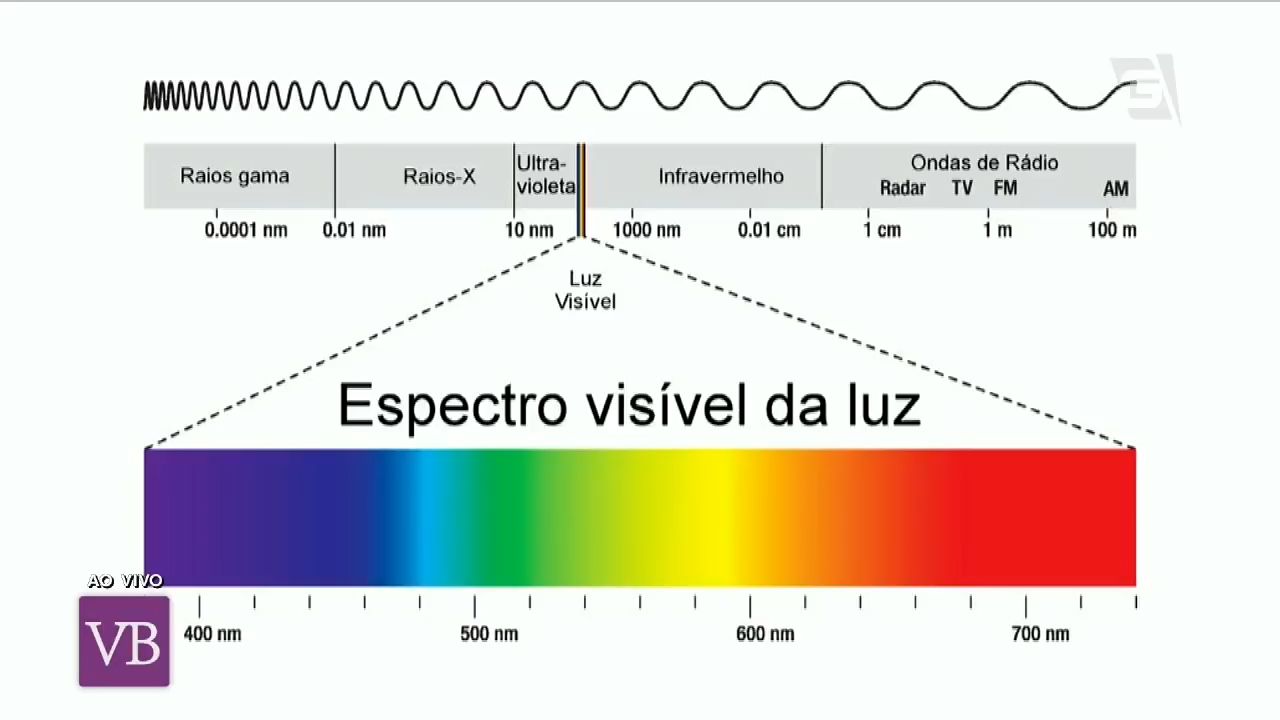 Raios gama
Raios-X
Ultra-
violeta
Infravermelho
Ondas de Rádio
Radar TV FM AM
0.0001 nm 0.01 nm 10 nm 1000 nm 0.01 cm 1 cm 1 m 100 m
Luz
Visível
Espectro visível da luz
AO VIVO
VB
400 nm 500 nm 600 nm 700 nm